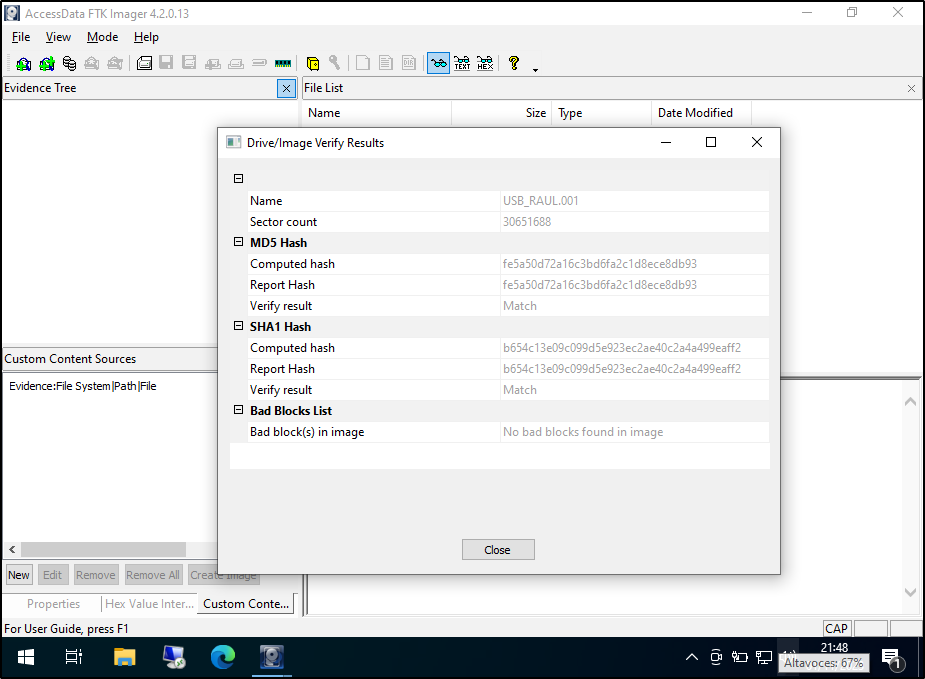 AccessData FTK Imager 4.2.0.13
File View Mode Help
Evidence Tree
File List
Name Size Type Date Modified
Drive/Image Verify Results
Name USB_RAUL.001
Sector count 30651688
MD5 Hash
Computed hash fe5a50d72a16c3bd6fa2c1d8ece8db93
Report Hash fe5a50d72a16c3bd6fa2c1d8ece8db93
Verify result Match
SHA1 Hash
Computed hash b654c13e09c099d5e923ec2ae40c2a4a499eaff2
Report Hash b654c13e09c099d5e923ec2ae40c2a4a499eaff2
Verify result Match
Bad Blocks List
Bad block(s) in image No bad blocks found in image
Close
Custom Content Sources
Evidence:File System|Path|File
New Edit Remove Remove All Create Image
Properties Hex Value Inter... Custom Conte...
For User Guide, press F1
CAP
21:48
Altavoces: 67%
1